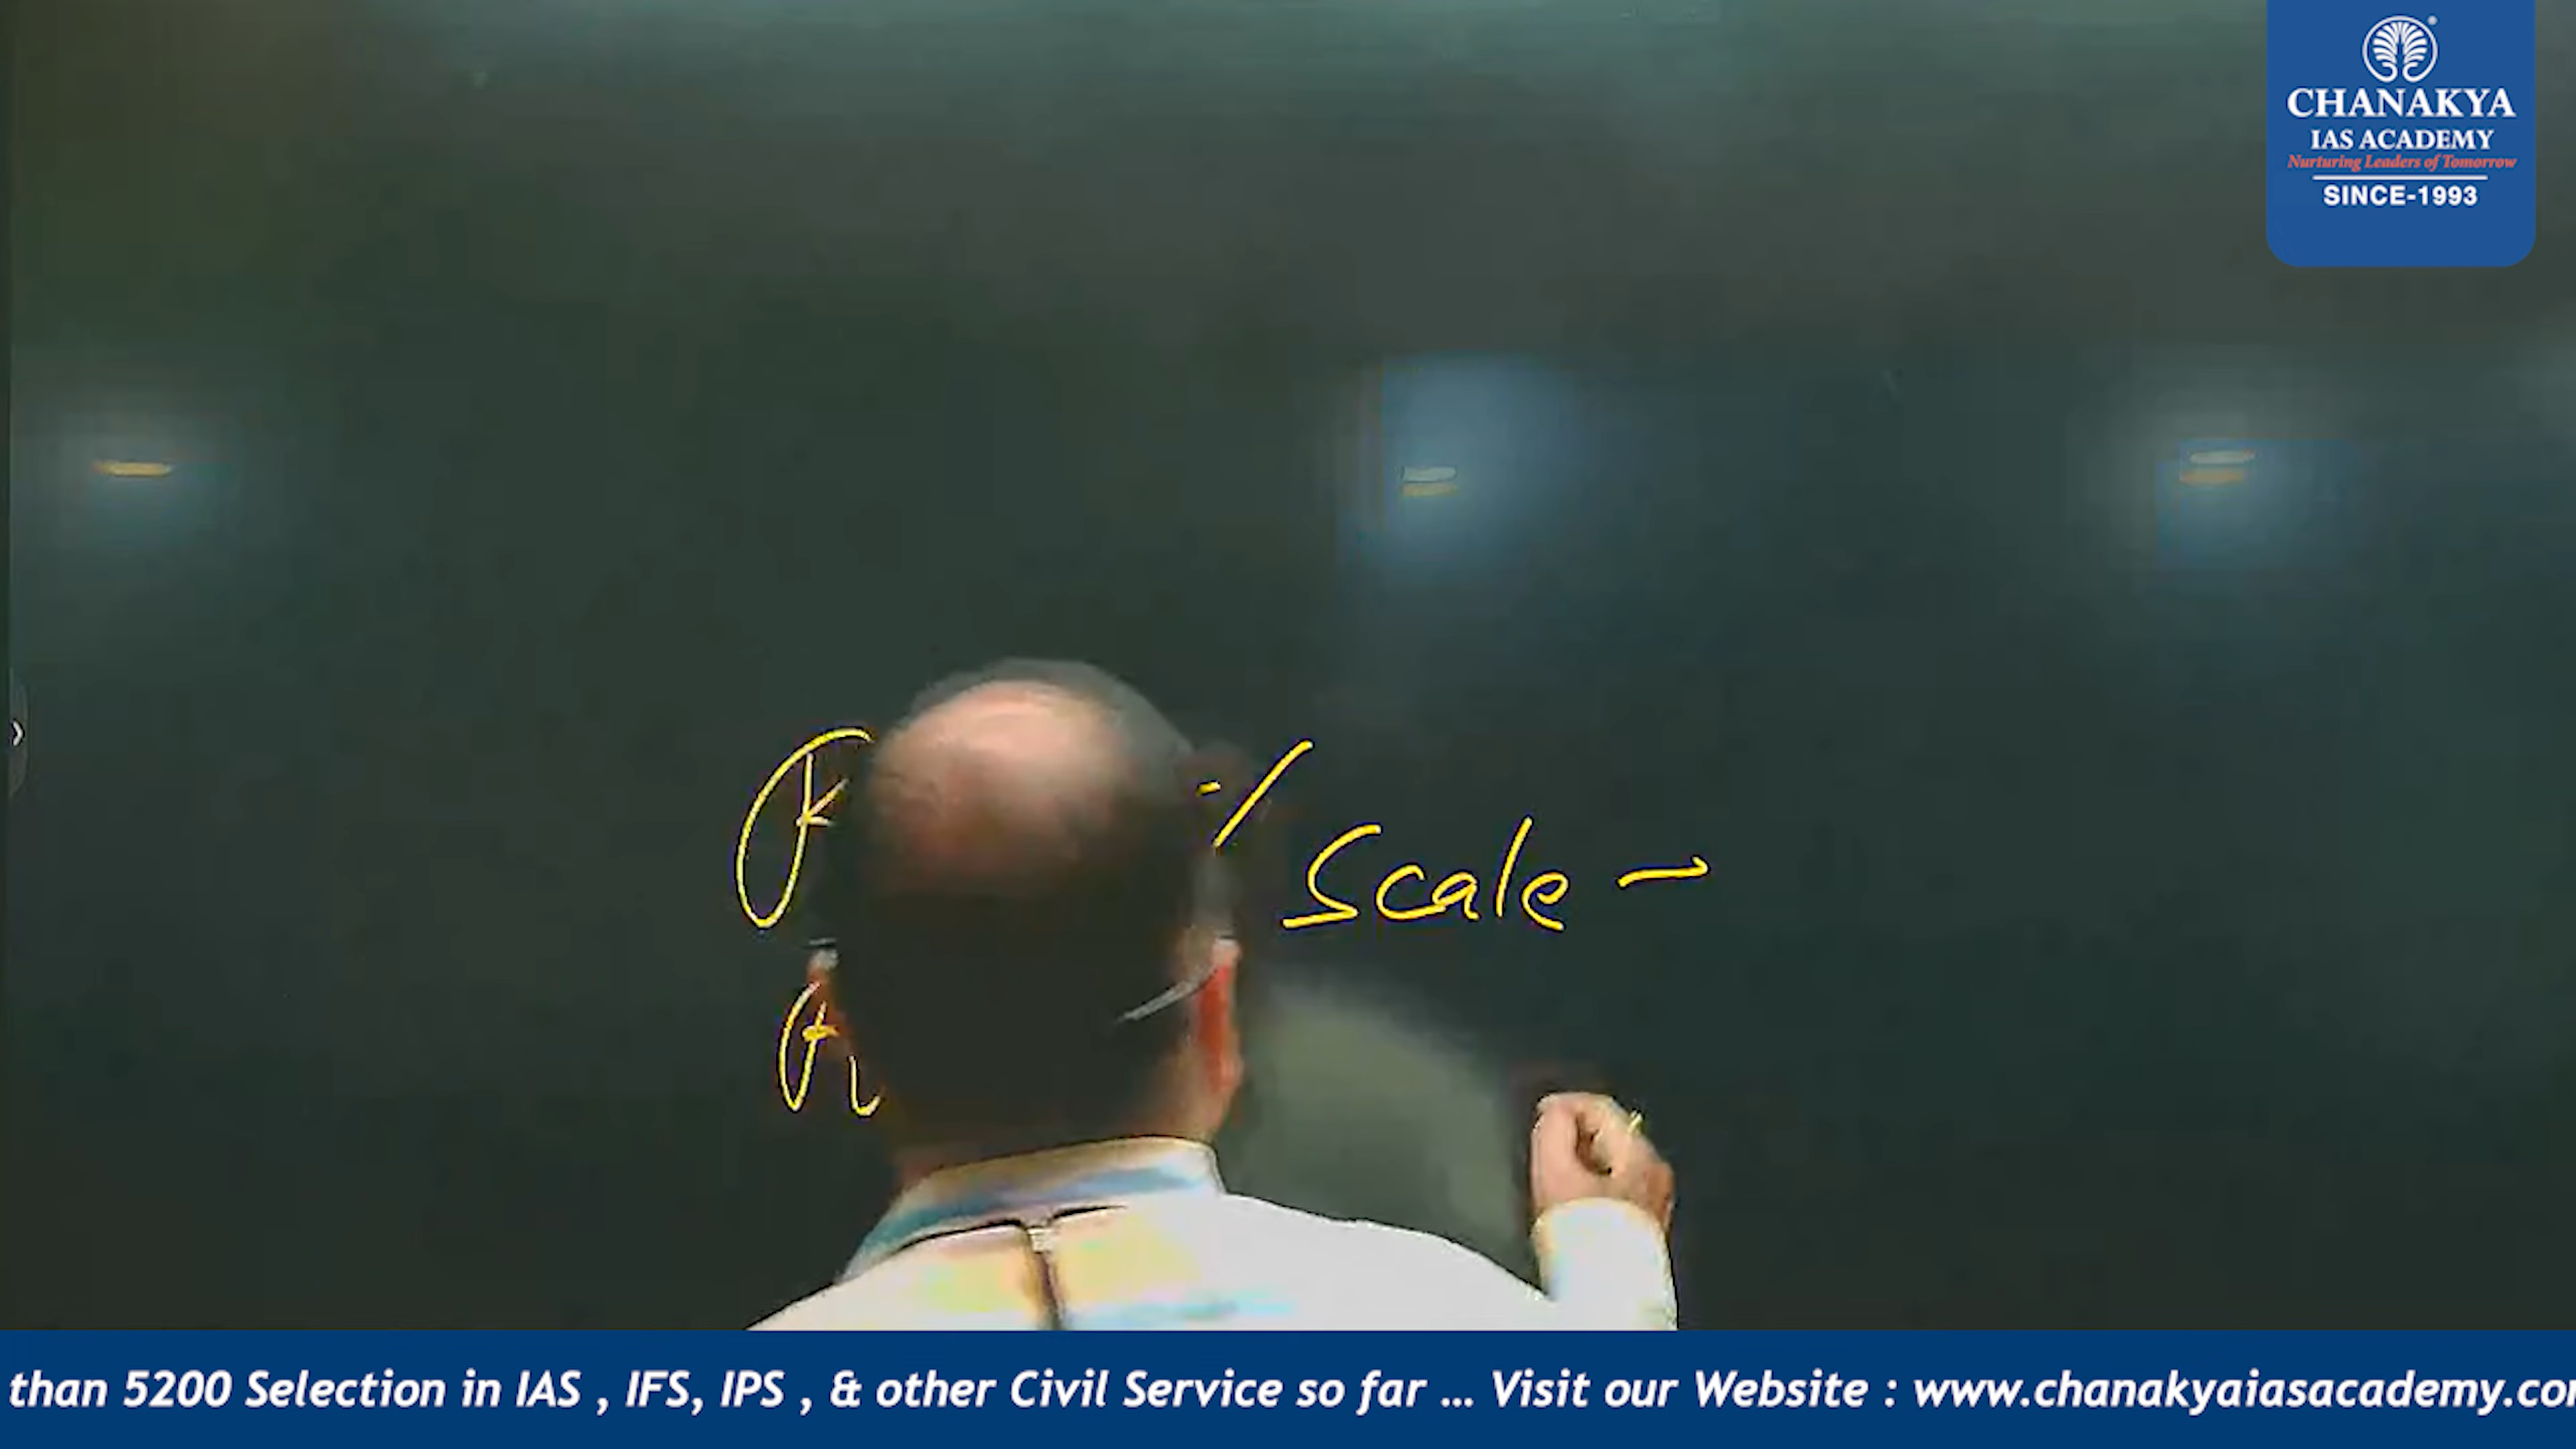 CHANAKYA
IAS ACADEMY
Nurturing Leaders of Tomorrow
SINCE-1993
Scale →
than 5200 Selection in IAS , IFS, IPS , & other Civil Service so far ... Visit our Website : www.chanakyaiasacademy.com